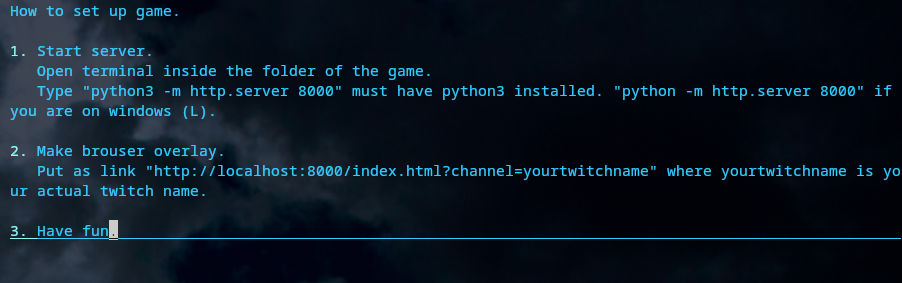 How to set up game.
1. Start server.
Open terminal inside the folder of the game.
Type "python3 -m http.server 8000" must have python3 installed. "python -m http.server 8000" if
you are on windows (L).
2. Make brouser overlay.
Put as link "http://localhost:8000/index.html?channel=yourtwitchname" where yourtwitchname is yo
ur actual twitch name.
3. Have fun.